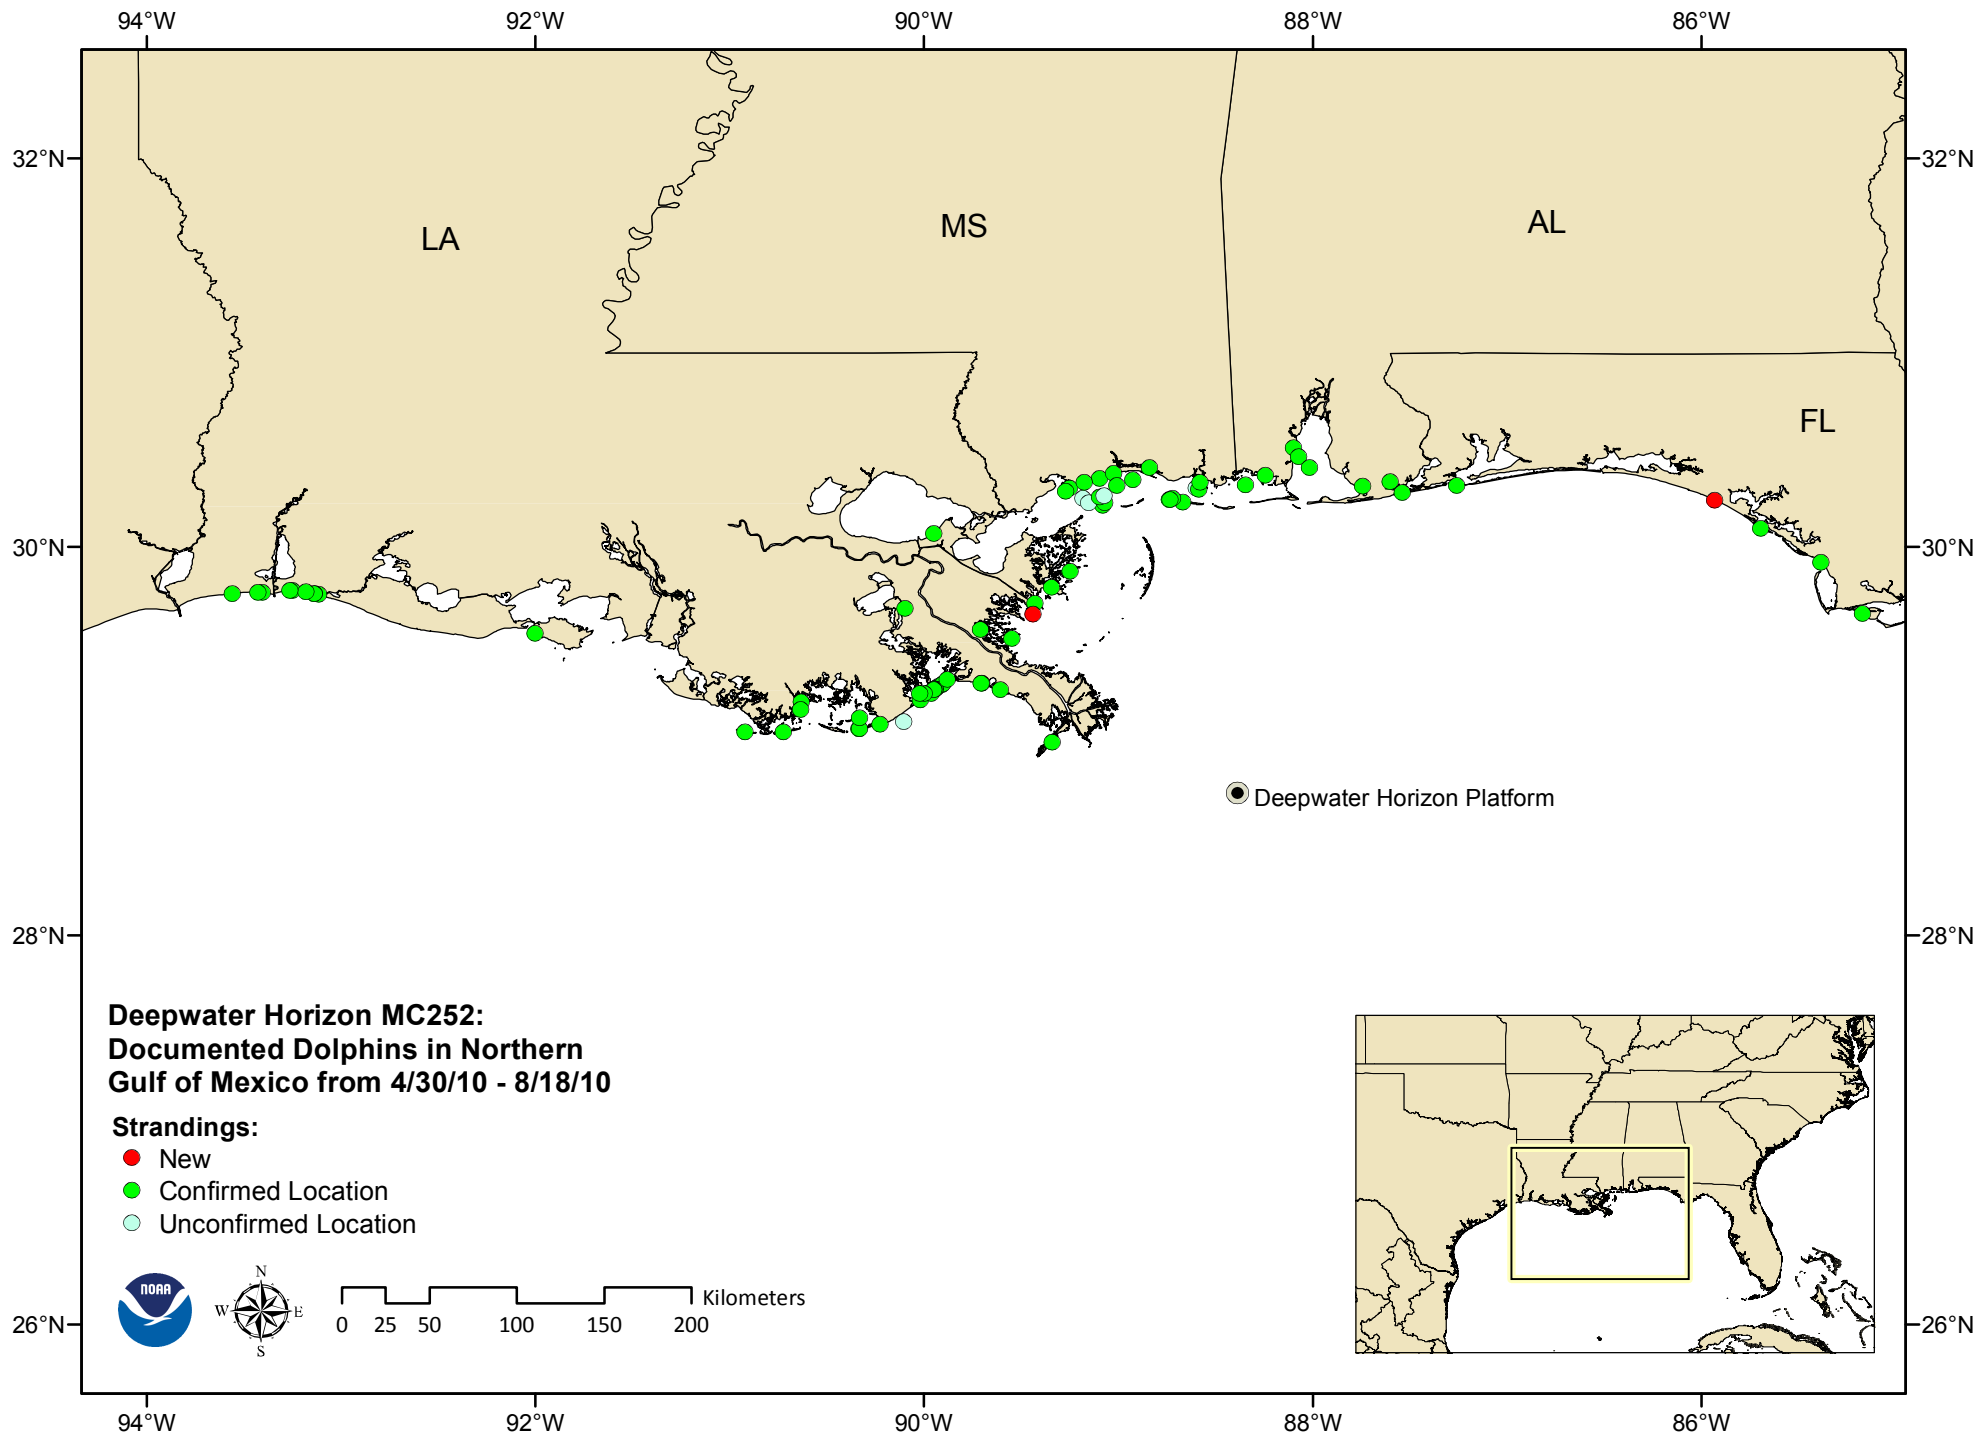 94°W 92°W 90°W 88°W 86°W
32°N 32°N
LA MS AL
FL
30°N 30°N
Deepwater Horizon Platform
28°N 28°N
Deepwater Horizon MC252:
Documented Dolphins in Northern
Gulf of Mexico from 4/30/10 - 8/18/10
Strandings:
New
Confirmed Location
Unconfirmed Location
NOAA
N
W E
S
Kilometers
0 25 50 100 150 200
26°N 26°N
94°W 92°W 90°W 88°W 86°W